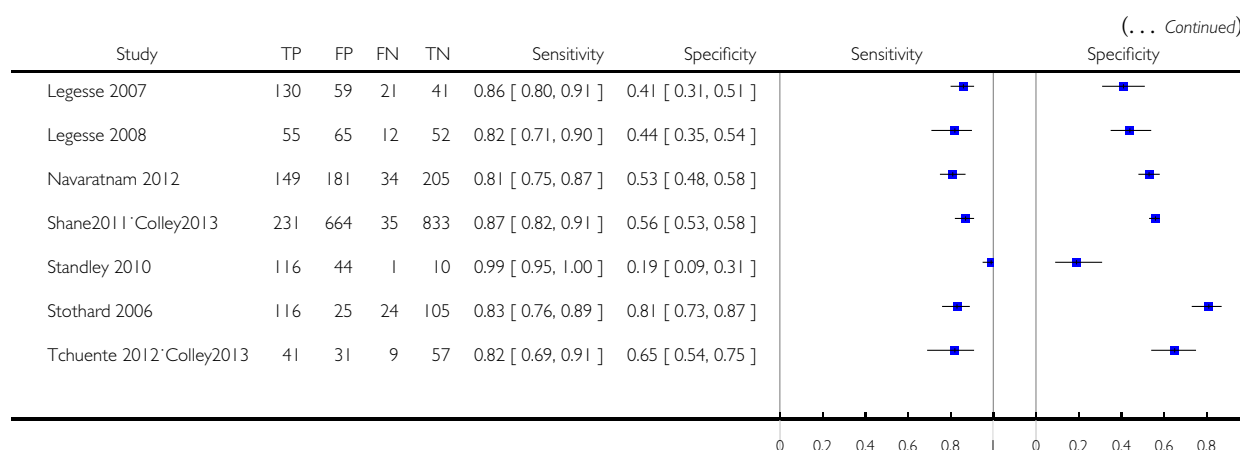 (... Continued)
Study TP FP FN TN Sensitivity Specificity Sensitivity Specificity
Legesse 2007 130 59 21 41 0.86 [ 0.80, 0.91 ] 0.41 [ 0.31, 0.51 ]
Legesse 2008 55 65 12 52 0.82 [ 0.71, 0.90 ] 0.44 [ 0.35, 0.54 ]
Navaratnam 2012 149 181 34 205 0.81 [ 0.75, 0.87 ] 0.53 [ 0.48, 0.58 ]
Shane2011˙Colley2013 231 664 35 833 0.87 [ 0.82, 0.91 ] 0.56 [ 0.53, 0.58 ]
Standley 2010 116 44 1 10 0.99 [ 0.95, 1.00 ] 0.19 [ 0.09, 0.31 ]
Stothard 2006 116 25 24 105 0.83 [ 0.76, 0.89 ] 0.81 [ 0.73, 0.87 ]
Tchuente 2012˙Colley2013 41 31 9 57 0.82 [ 0.69, 0.91 ] 0.65 [ 0.54, 0.75 ]
0 0.2 0.4 0.6 0.8 1 0 0.2 0.4 0.6 0.8